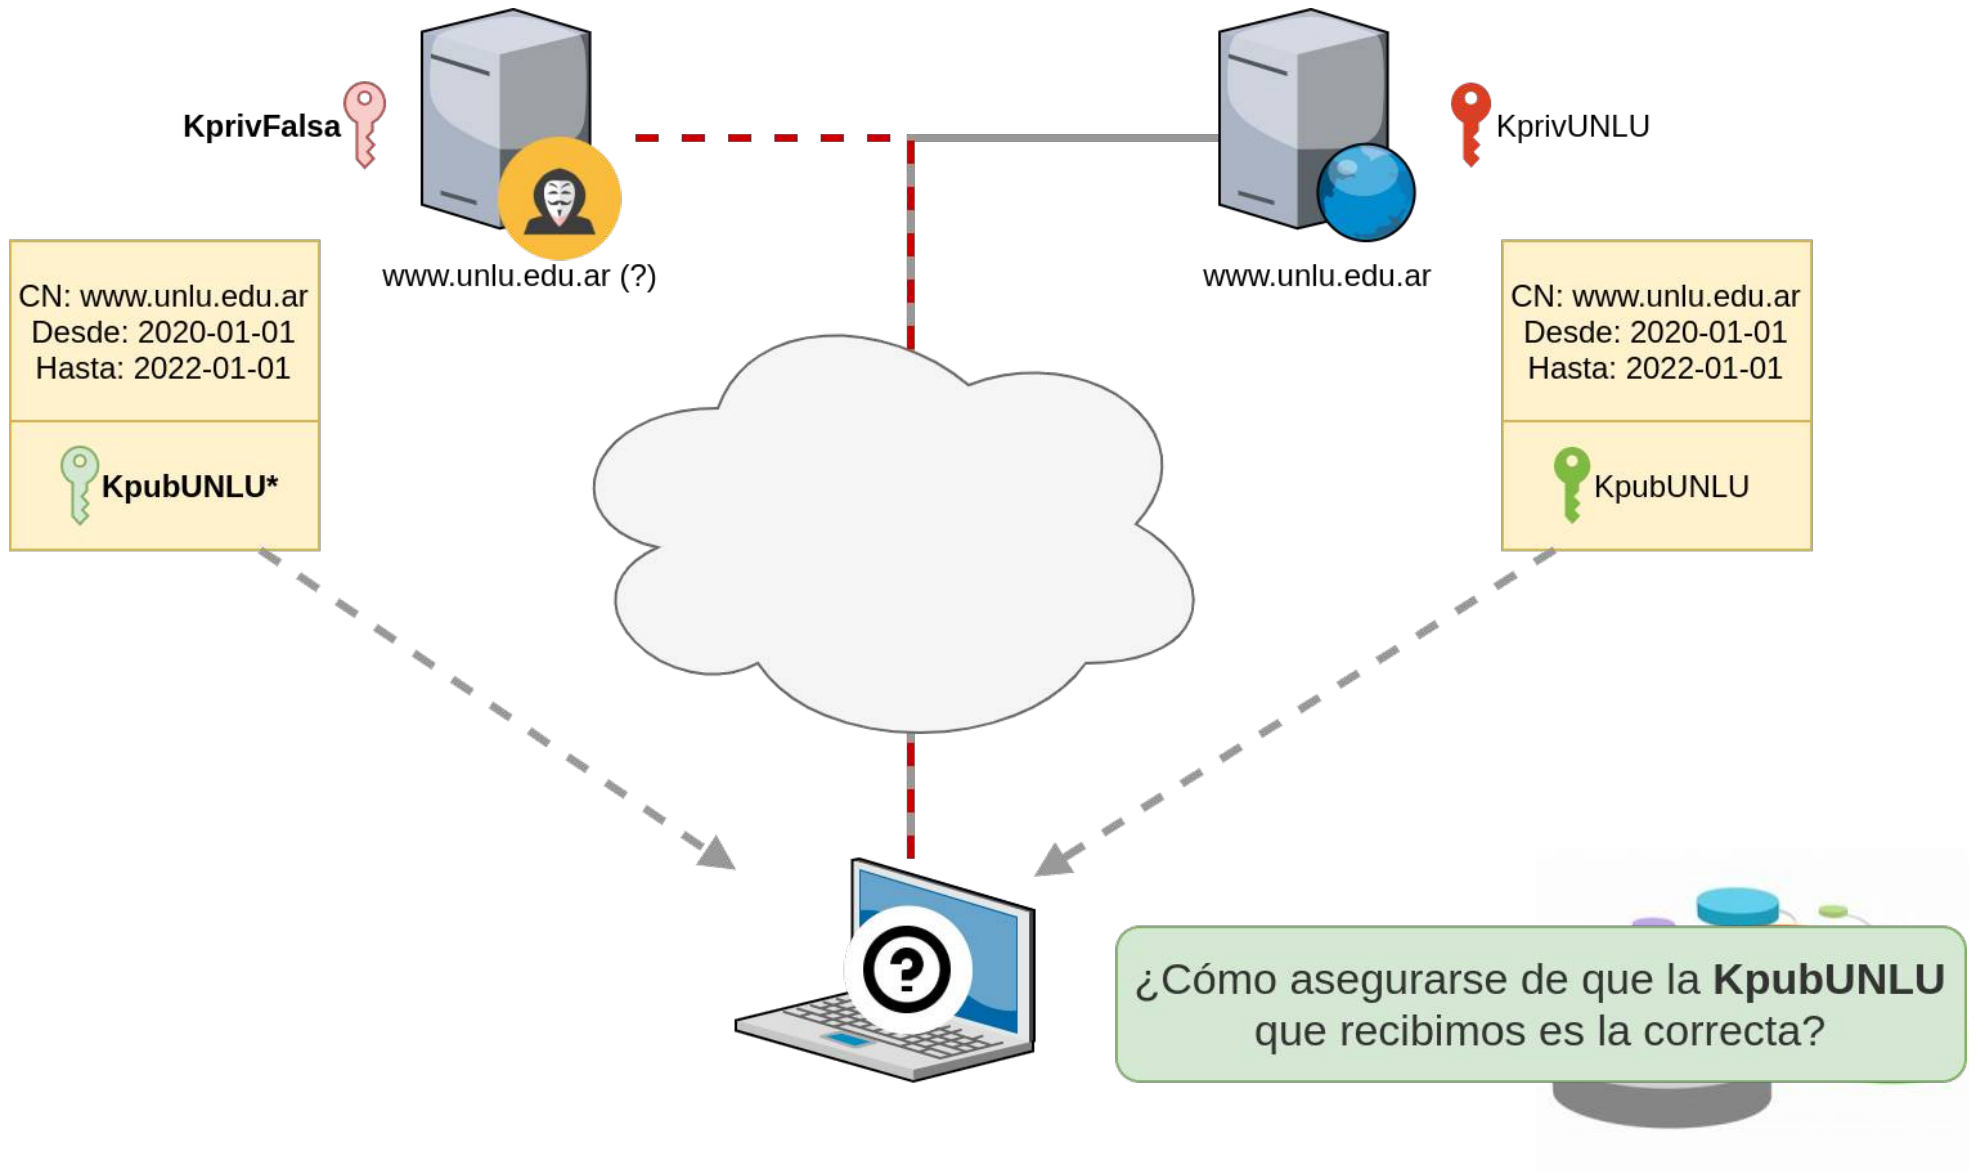 KprivFalsa
KprivUNLU
www.unlu.edu.ar (?)
www.unlu.edu.ar
CN: www.unlu.edu.ar
Desde: 2020-01-01
Hasta: 2022-01-01
KpubUNLU*
CN: www.unlu.edu.ar
Desde: 2020-01-01
Hasta: 2022-01-01
KpubUNLU
?
¿Cómo asegurarse de que la KpubUNLU
que recibimos es la correcta?